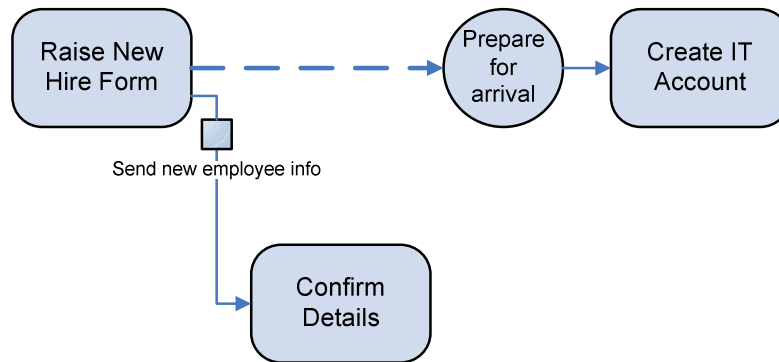 Raise New
Hire Form
Prepare
for
arrival
Create IT
Account
Send new employee info
Confirm
Details